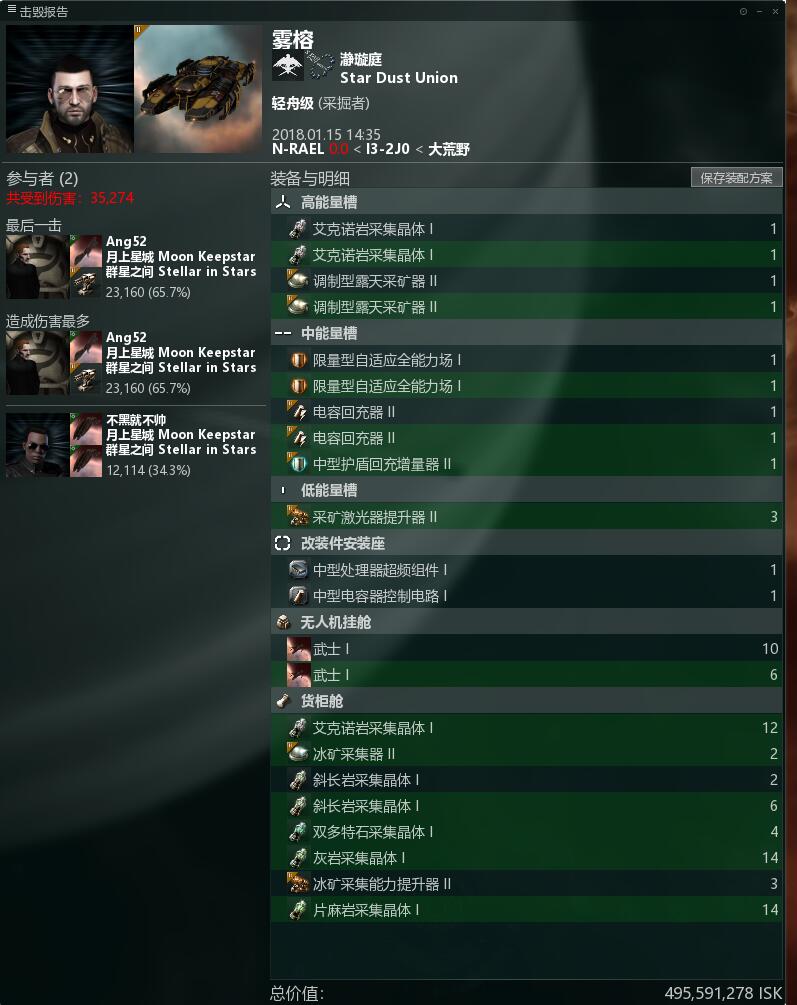 击毁报告
雾榕
瀞璇庭
Star Dust Union
轻舟级 (采掘者)
2018.01.15 14:35
N-RAEL 0.0 < I3-2J0 < 大荒野
参与者 (2)
共受到伤害：35,274
最后一击
Ang52
月上星城 Moon Keepstar
群星之间 Stellar in Stars
23,160 (65.7%)
造成伤害最多
Ang52
月上星城 Moon Keepstar
群星之间 Stellar in Stars
23,160 (65.7%)
不黑就不帅
月上星城 Moon Keepstar
群星之间 Stellar in Stars
12,114 (34.3%)
装备与明细
保存装配方案
高能量槽
艾克诺岩采集晶体 I 1
艾克诺岩采集晶体 I 1
调制型露天采矿器 II 1
调制型露天采矿器 II 1
中能量槽
限量型自适应全能力场 I 1
限量型自适应全能力场 I 1
电容回充器 II 1
电容回充器 II 1
中型护盾回充增量器 II 1
低能量槽
采矿激光器提升器 II 3
改装件安装座
中型处理器超频组件 I 1
中型电容器控制电路 I 1
无人机挂舱
武士 I 10
武士 I 6
货柜舱
艾克诺岩采集晶体 I 12
冰矿采集器 II 2
斜长岩采集晶体 I 2
斜长岩采集晶体 I 6
双多特石采集晶体 I 4
灰岩采集晶体 I 14
冰矿采集能力提升器 II 3
片麻岩采集晶体 I 14
总价值： 495,591,278 ISK